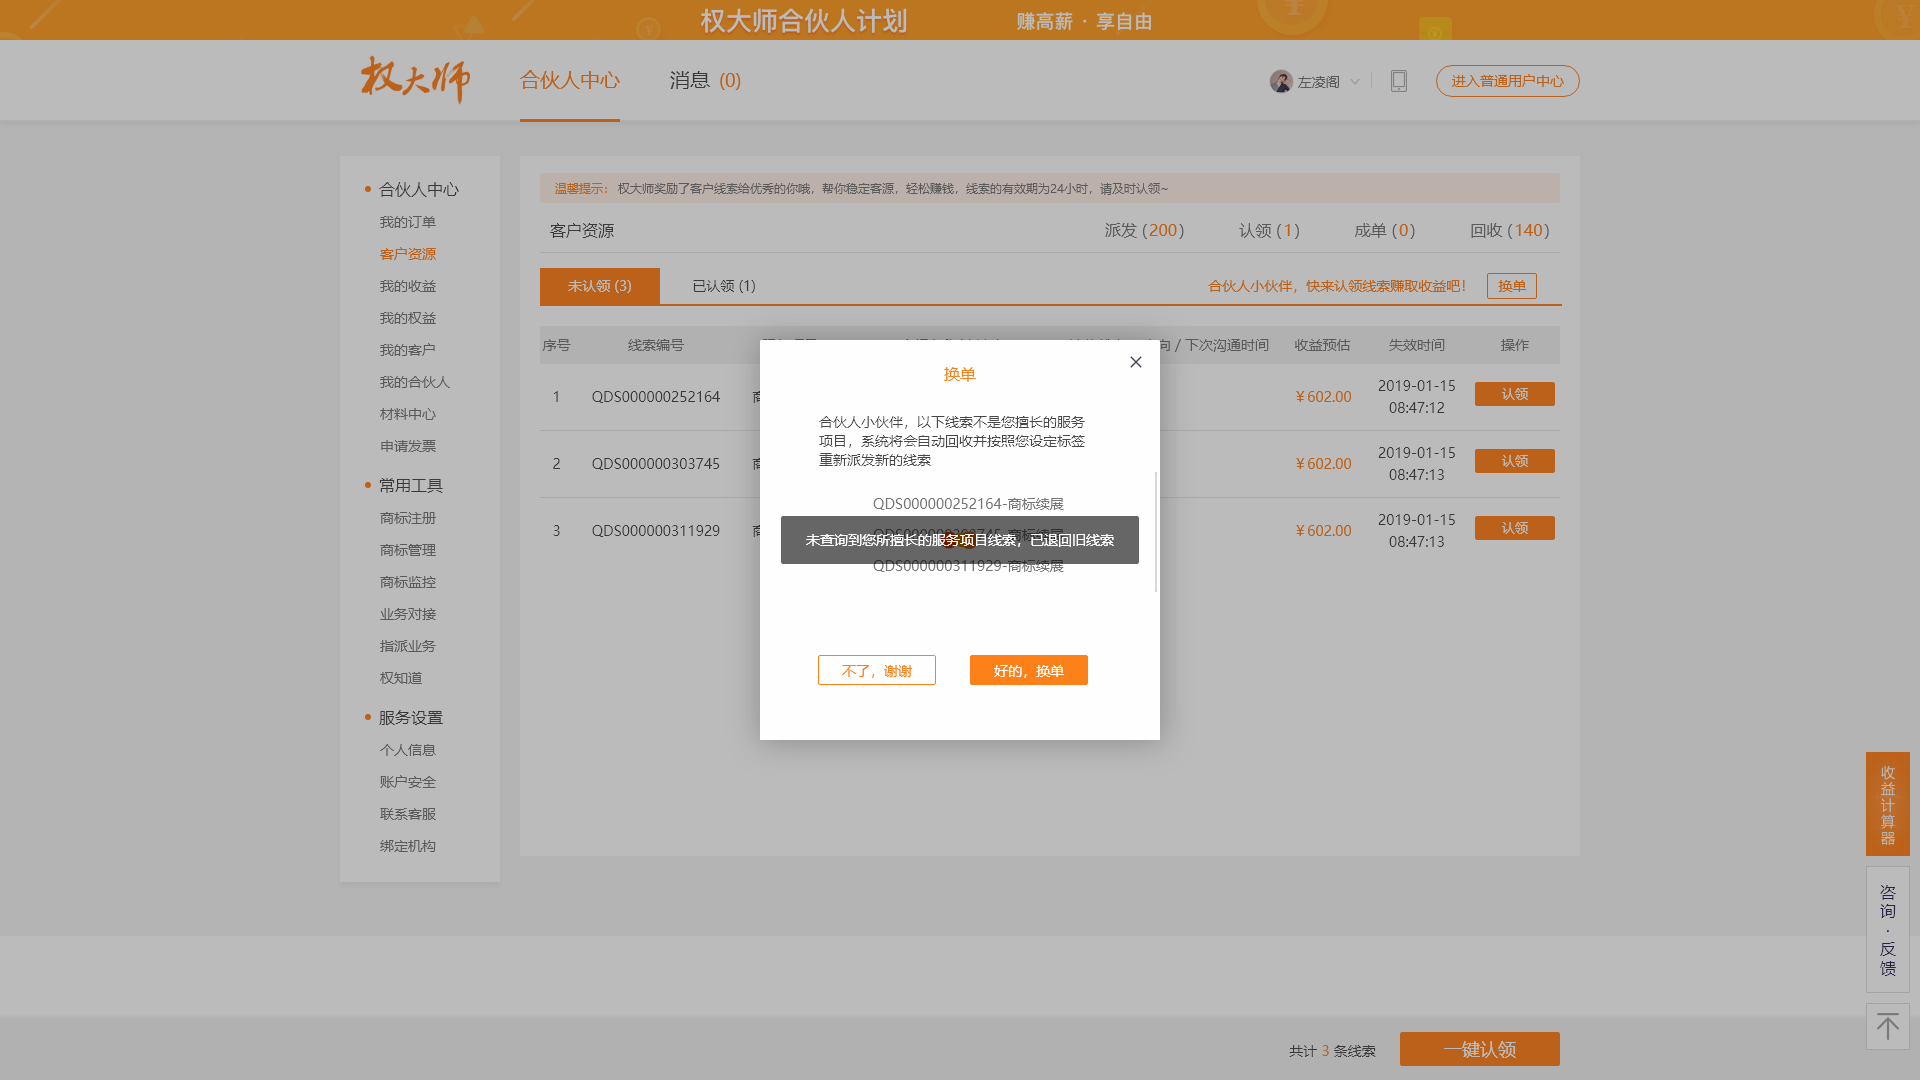 权大师合伙人计划 赚高薪 · 享自由
权大师 合伙人中心 消息 (0) 左凌阁 进入普通用户中心
合伙人中心
我的订单
客户资源
我的收益
我的权益
我的客户
我的合伙人
材料中心
申请发票
常用工具
商标注册
商标管理
商标监控
业务对接
指派业务
权知道
服务设置
个人信息
账户安全
联系客服
绑定机构
温馨提示： 权大师奖励了客户线索给优秀的你哦，帮你稳定客源，轻松赚钱，线索的有效期为24小时，请及时认领~
客户资源 派发 (200) 认领 (1) 成单 (0) 回收 (140)
未认领 (3) 已认领 (1) 合伙人小伙伴，快来认领线索赚取收益吧！ 换单
序号 线索编号 向 / 下次沟通时间 收益预估 失效时间 操作
1 QDS000000252164 ￥602.00 2019-01-15 08:47:12 认领
2 QDS000000303745 ￥602.00 2019-01-15 08:47:13 认领
3 QDS000000311929 ￥602.00 2019-01-15 08:47:13 认领
换单
合伙人小伙伴，以下线索不是您擅长的服务
项目，系统将会自动回收并按照您设定标签
重新派发新的线索
QDS000000252164-商标续展
未查询到您所擅长的服务项目线索，已退回旧线索
QDS000000311929-商标续展
不了，谢谢 好的，换单
收益计算器
咨询·反馈
共计 3 条线索 一键认领